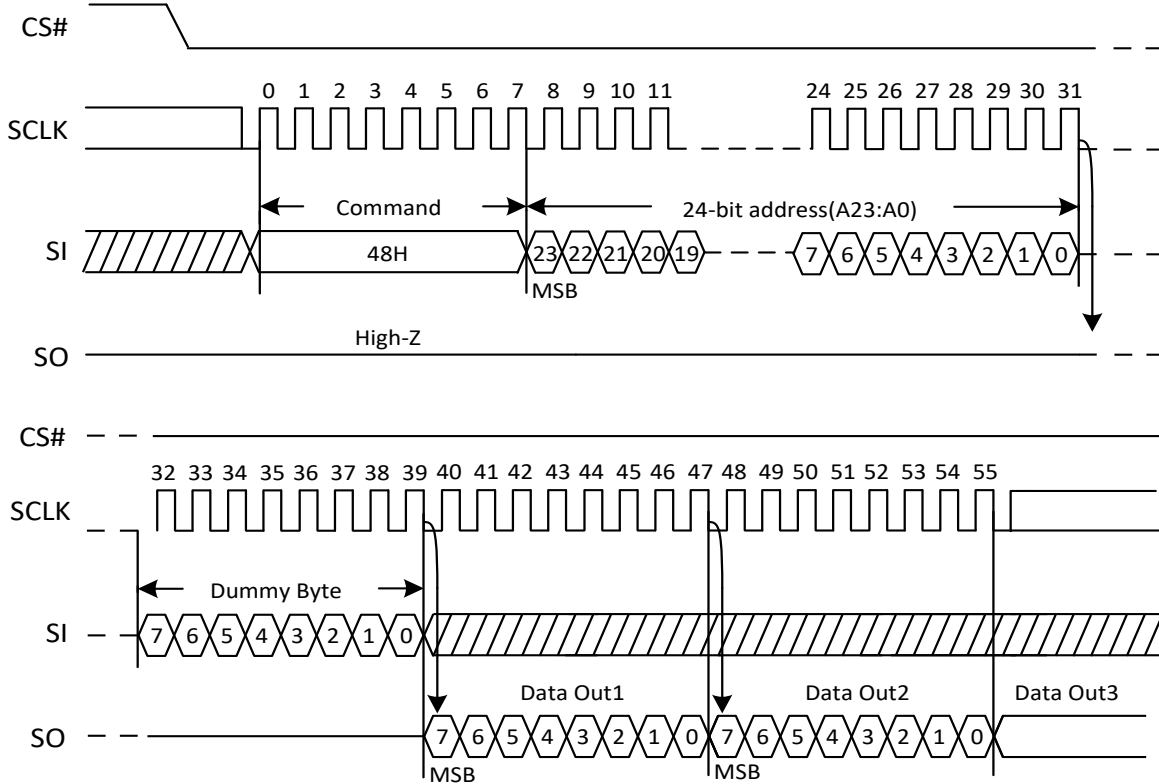 CS#
0 1 2 3 4 5 6 7 8 9 10 11 24 25 26 27 28 29 30 31
SCLK
Command 24-bit address(A23:A0)
SI 48H 23 22 21 20 19 7 6 5 4 3 2 1 0
MSB
High-Z
SO
CS#
32 33 34 35 36 37 38 39 40 41 42 43 44 45 46 47 48 49 50 51 52 53 54 55
SCLK
Dummy Byte
SI 7 6 5 4 3 2 1 0
Data Out1 Data Out2 Data Out3
SO 7 6 5 4 3 2 1 0 7 6 5 4 3 2 1 0
MSB MSB